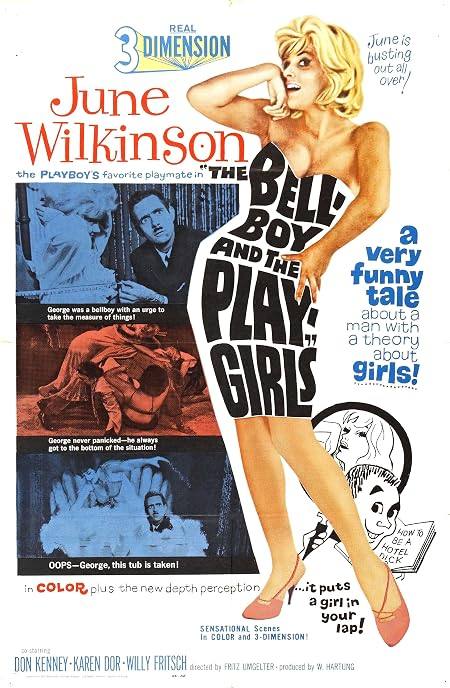 REAL
3 DIMENSION
June is
busting
out all
over!
June
Wilkinson
the PLAYBOY'S favorite playmate in "THE
BELL-
BOY
AND THE
PLAY-
GIRLS"
a
very
funny
tale
about a
man with
a theory
about
girls!
George was a bellboy with an urge to
take the measure of things!
George never panicked—he always
got to the bottom of the situation!
OOPS—George, this tub is taken!
HOW TO
BE A
HOTEL
DICK
in COLOR plus the new depth perception
...it puts
a girl in
your
lap!
SENSATIONAL Scenes
In COLOR and 3-DIMENSION!
co-starring
DON KENNEY·KAREN DOR·WILLY FRITSCH directed by FRITZ UMGELTER · produced by W. HARTUNG